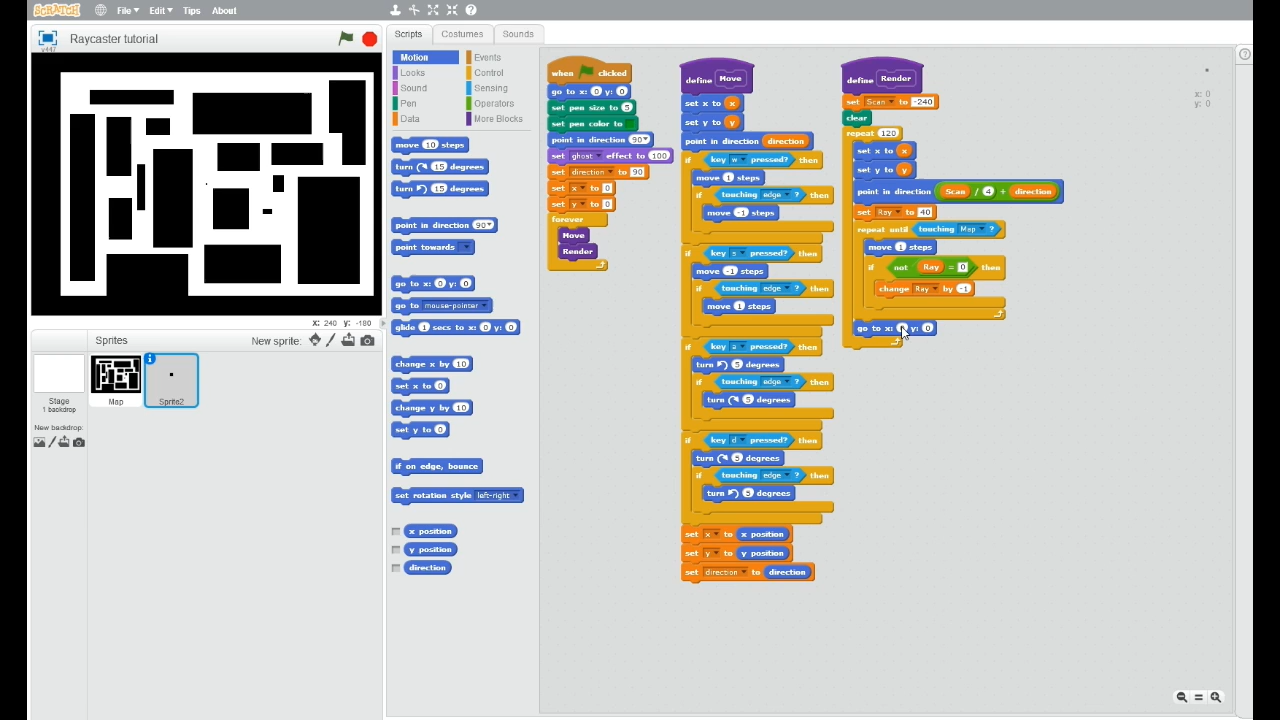 SCRATCH File Edit Tips About
v447 Raycaster tutorial
Scripts Costumes Sounds
Motion Events
Looks Control
Sound Sensing
Pen Operators
Data More Blocks
move 10 steps
turn 15 degrees
turn 15 degrees
point in direction 90
point towards
go to x: 0 y: 0
go to mouse-pointer
glide 1 secs to x: 0 y: 0
change x by 10
set x to 0
change y by 10
set y to 0
if on edge, bounce
set rotation style left-right
x position
y position
direction
when clicked
go to x: 0 y: 0
set pen size to 5
set pen color to
point in direction 90
set ghost effect to 100
set direction to 90
set x to 0
set y to 0
forever
Move
Render
define Move
set x to x
set y to y
point in direction direction
if key w pressed? then
move 1 steps
if touching edge ? then
move -1 steps
if key s pressed? then
move -1 steps
if touching edge ? then
move 1 steps
if key a pressed? then
turn 5 degrees
if touching edge ? then
turn 5 degrees
if key d pressed? then
turn 5 degrees
if touching edge ? then
turn 5 degrees
set x to x position
set y to y position
set direction to direction
define Render
set Scan to -240
clear
repeat 120
set x to x
set y to y
point in direction Scan / 4 + direction
set Ray to 40
repeat until touching Map ?
move 1 steps
if not Ray = 0 then
change Ray by -1
go to x: y: 0
x: 0
y: 0
X: 240 y: -180
Sprites New sprite:
Stage
1 backdrop
New backdrop:
Map
Sprite2